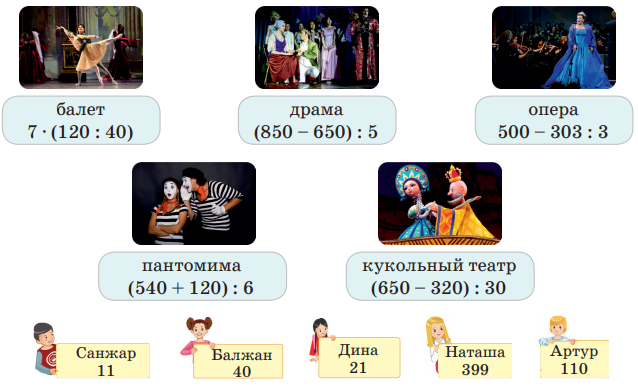 балет
7 · (120 : 40)
драма
(850 – 650) : 5
опера
500 – 303 : 3
пантомима
(540 + 120) : 6
кукольный театр
(650 – 320) : 30
Санжар
11
Балжан
40
Дина
21
Наташа
399
Артур
110